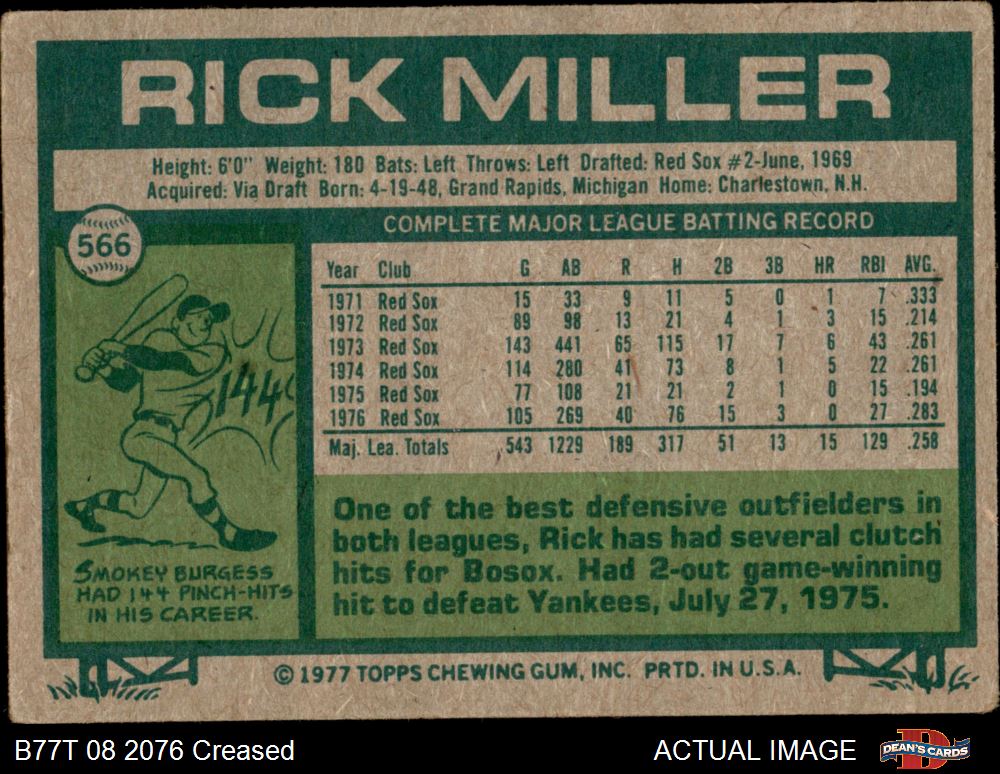 RICK MILLER
Height: 6'0" Weight: 180 Bats: Left Throws: Left Drafted: Red Sox #2-June, 1969
Acquired: Via Draft Born: 4-19-48, Grand Rapids, Michigan Home: Charlestown, N.H.
566
COMPLETE MAJOR LEAGUE BATTING RECORD
Year Club G AB R H 2B 3B HR RBI AVG.
1971 Red Sox 15 33 9 11 5 0 1 7 .333
1972 Red Sox 89 98 13 21 4 1 3 15 .214
1973 Red Sox 143 441 65 115 17 7 6 43 .261
1974 Red Sox 114 280 41 73 8 1 5 22 .261
1975 Red Sox 77 108 21 21 2 1 0 15 .194
1976 Red Sox 105 269 40 76 15 3 0 27 .283
Maj. Lea. Totals 543 1229 189 317 51 13 15 129 .258
144
SMOKEY BURGESS
HAD 144 PINCH-HITS
IN HIS CAREER.
One of the best defensive outfielders in
both leagues, Rick has had several clutch
hits for Bosox. Had 2-out game-winning
hit to defeat Yankees, July 27, 1975.
© 1977 TOPPS CHEWING GUM, INC. PRTD. IN U.S.A.
B77T 08 2076 Creased
ACTUAL IMAGE
DEAN'S CARDS